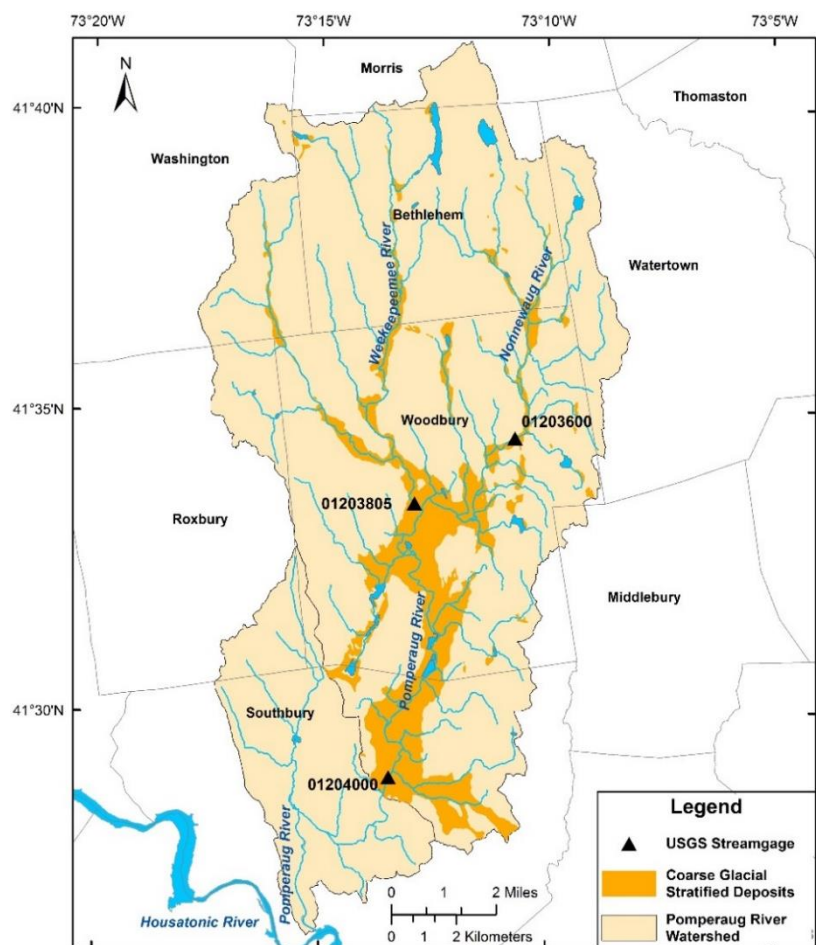 73°20'W
73°15'W
73°10'W
73°5'W
N
Morris
41°40'N
Thomaston
Washington
Bethlehem
Weekeepeemee River
Nonnewaug River
Watertown
41°35'N
Woodbury
01203600
01203805
Roxbury
Middlebury
Pomperaug River
41°30'N
Southbury
01204000
Pomperaug River
Housatonic River
0 1 2 Miles
0 1 2 Kilometers
Legend
USGS Streamgage
Coarse Glacial
Stratified Deposits
Pomperaug River
Watershed